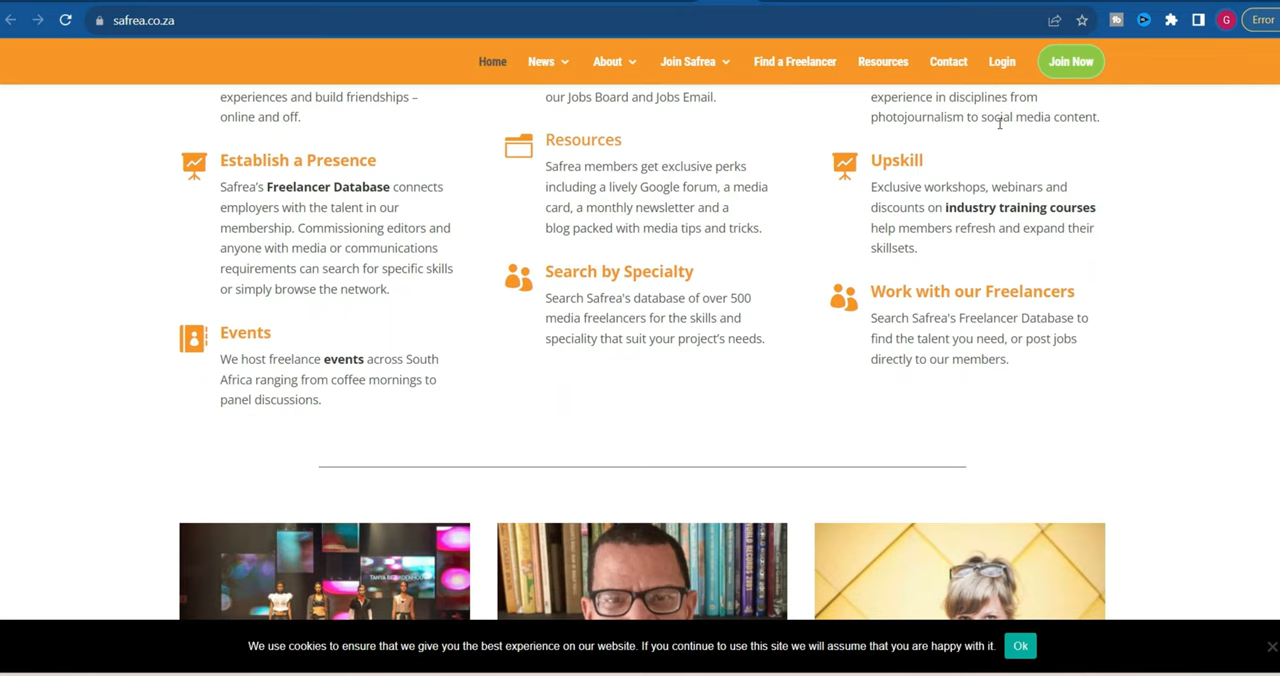 safrea.co.za
G
Error
Home
News
About
Join Safrea
Find a Freelancer
Resources
Contact
Login
Join Now
experiences and build friendships –
online and off.
Establish a Presence
Safrea's Freelancer Database connects
employers with the talent in our
membership. Commissioning editors and
anyone with media or communications
requirements can search for specific skills
or simply browse the network.
Events
We host freelance events across South
Africa ranging from coffee mornings to
panel discussions.
our Jobs Board and Jobs Email.
Resources
Safrea members get exclusive perks
including a lively Google forum, a media
card, a monthly newsletter and a
blog packed with media tips and tricks.
Search by Specialty
Search Safrea's database of over 500
media freelancers for the skills and
speciality that suit your project's needs.
experience in disciplines from
photojournalism to social media content.
Upskill
Exclusive workshops, webinars and
discounts on industry training courses
help members refresh and expand their
skillsets.
Work with our Freelancers
Search Safrea's Freelancer Database to
find the talent you need, or post jobs
directly to our members.
We use cookies to ensure that we give you the best experience on our website. If you continue to use this site we will assume that you are happy with it.
Ok